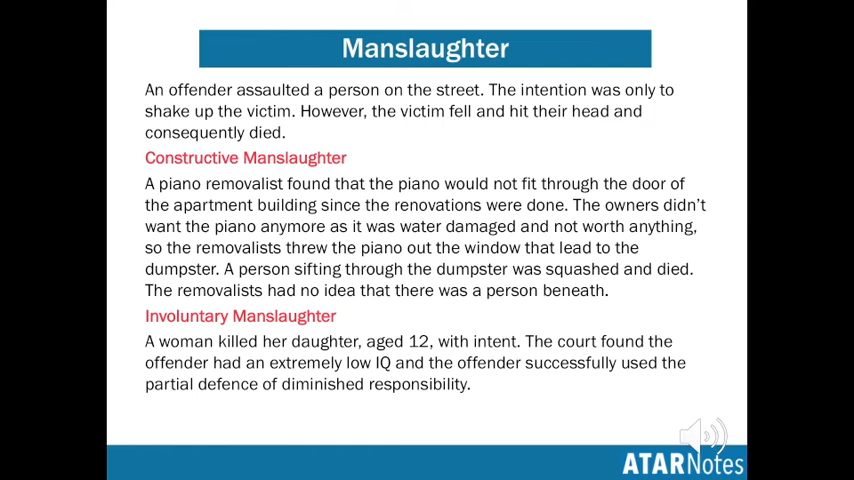 Manslaughter
An offender assaulted a person on the street. The intention was only to
shake up the victim. However, the victim fell and hit their head and
consequently died.
Constructive Manslaughter
A piano removalist found that the piano would not fit through the door of
the apartment building since the renovations were done. The owners didn't
want the piano anymore as it was water damaged and not worth anything,
so the removalists threw the piano out the window that lead to the
dumpster. A person sifting through the dumpster was squashed and died.
The removalists had no idea that there was a person beneath.
Involuntary Manslaughter
A woman killed her daughter, aged 12, with intent. The court found the
offender had an extremely low IQ and the offender successfully used the
partial defence of diminished responsibility.
ATARNotes